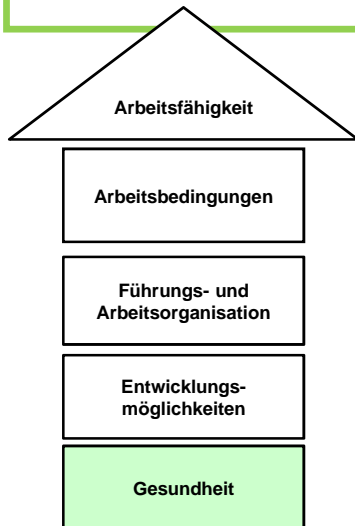 Arbeitsfähigkeit
Arbeitsbedingungen
Führungs- und
Arbeitsorganisation
Entwicklungs-
möglichkeiten
Gesundheit